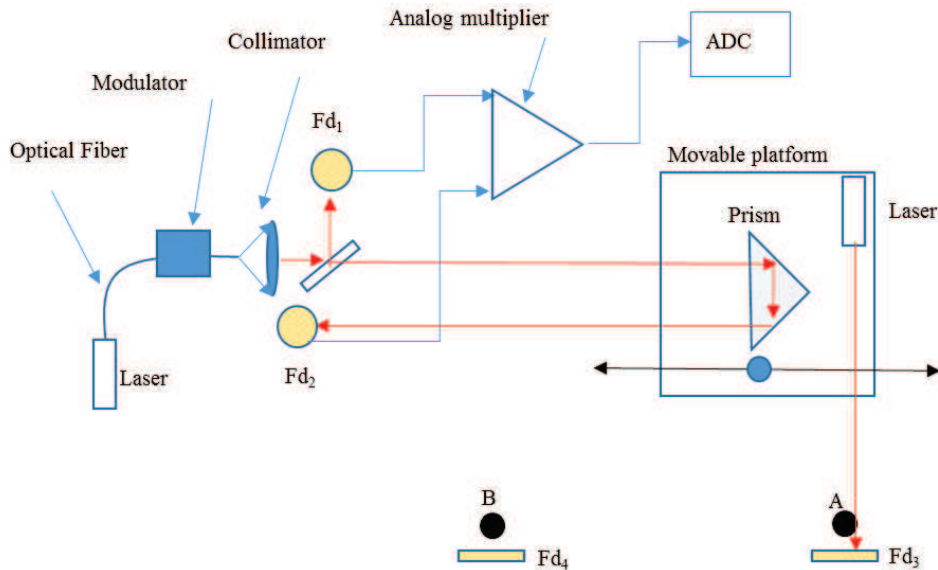 Analog multiplier
ADC
Collimator
Modulator
Fd1
Optical Fiber
Movable platform
Laser
Prism
Fd2
Laser
B
A
Fd4
Fd3